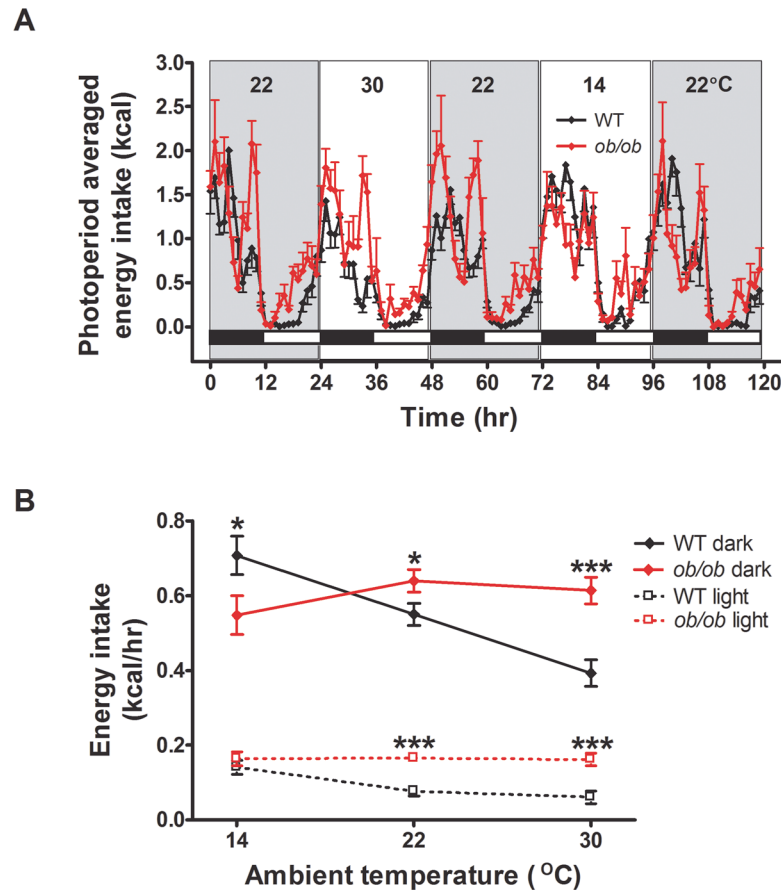 A
Photoperiod averaged
energy intake (kcal)
3.0
2.5
2.0
1.5
1.0
0.5
0.0
22
30
22
14
22°C
WT
ob/ob
0
12
24
36
48
60
72
84
96
108
120
Time (hr)
B
Energy intake
(kcal/hr)
0.8
0.6
0.4
0.2
0.0
*
*
***
***
***
WT dark
ob/ob dark
WT light
ob/ob light
14
22
30
Ambient temperature (°C)